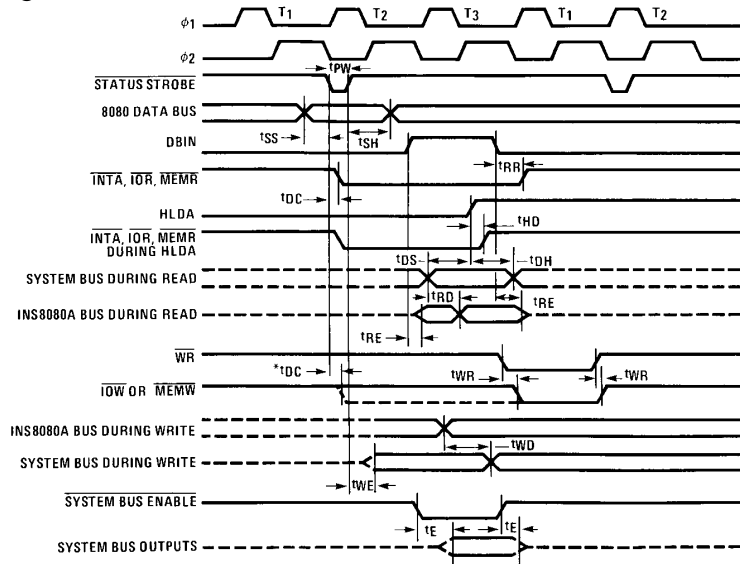 ϕ1 T1 T2 T3 T1 T2
ϕ2
tPW
STATUS STROBE
8080 DATA BUS
tSS tSH
DBIN
tRR
INTA, IOR, MEMR
tDC
HLDA
tHD
INTA, IOR, MEMR
DURING HLDA
tDS tDH
SYSTEM BUS DURING READ
tRD tRE
INS8080A BUS DURING READ
tRE
WR
*tDC tWR tWR
IOW OR MEMW
INS8080A BUS DURING WRITE
tWD
SYSTEM BUS DURING WRITE
tWE
SYSTEM BUS ENABLE
tE tE
SYSTEM BUS OUTPUTS